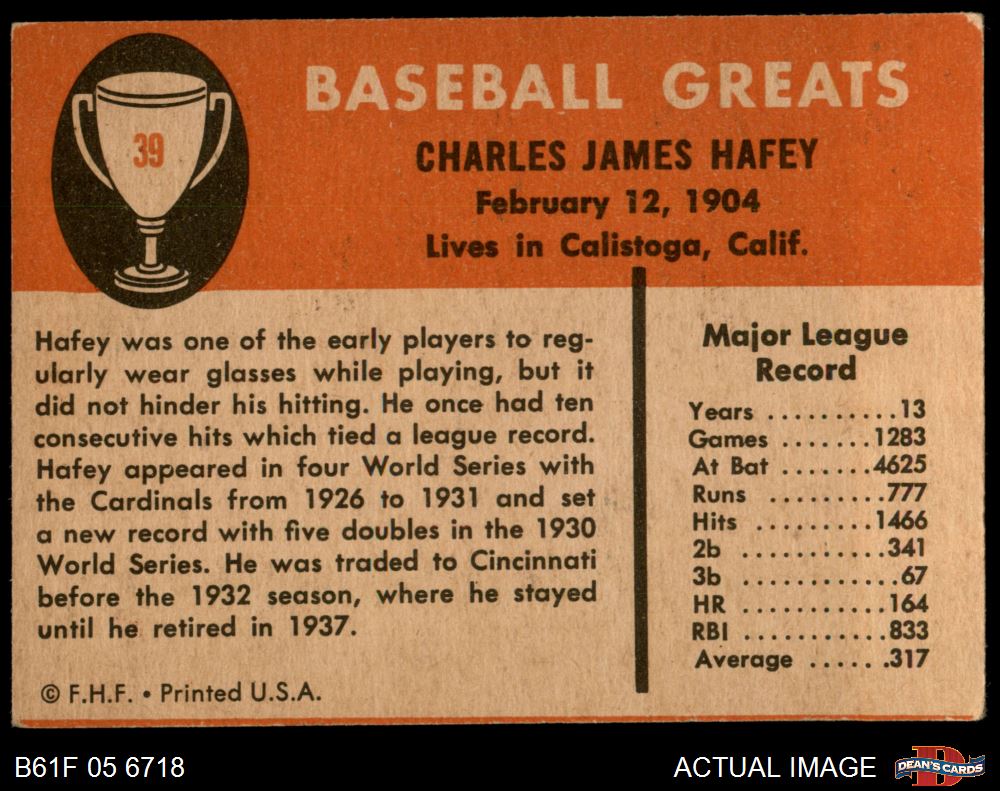 39
BASEBALL GREATS
CHARLES JAMES HAFEY
February 12, 1904
Lives in Calistoga, Calif.
Hafey was one of the early players to reg-
ularly wear glasses while playing, but it
did not hinder his hitting. He once had ten
consecutive hits which tied a league record.
Hafey appeared in four World Series with
the Cardinals from 1926 to 1931 and set
a new record with five doubles in the 1930
World Series. He was traded to Cincinnati
before the 1932 season, where he stayed
until he retired in 1937.
© F.H.F. • Printed U.S.A.
Major League
Record
Years ..........13
Games .......1283
At Bat .......4625
Runs .........777
Hits .........1466
2b ...........341
3b ............67
HR ...........164
RBI ...........833
Average ......317
B61F 05 6718
ACTUAL IMAGE
D
DEAN'S CARDS